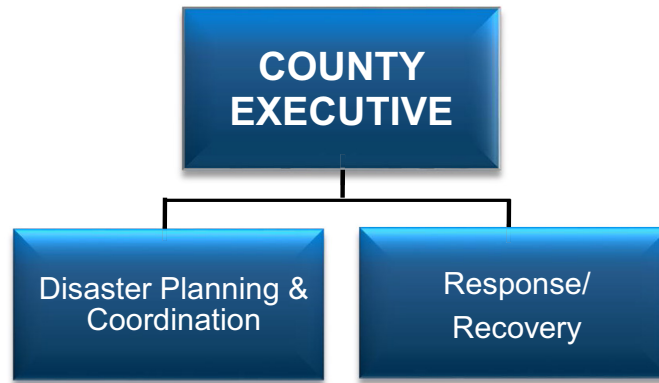 COUNTY
EXECUTIVE
Disaster Planning &
Coordination
Response/
Recovery